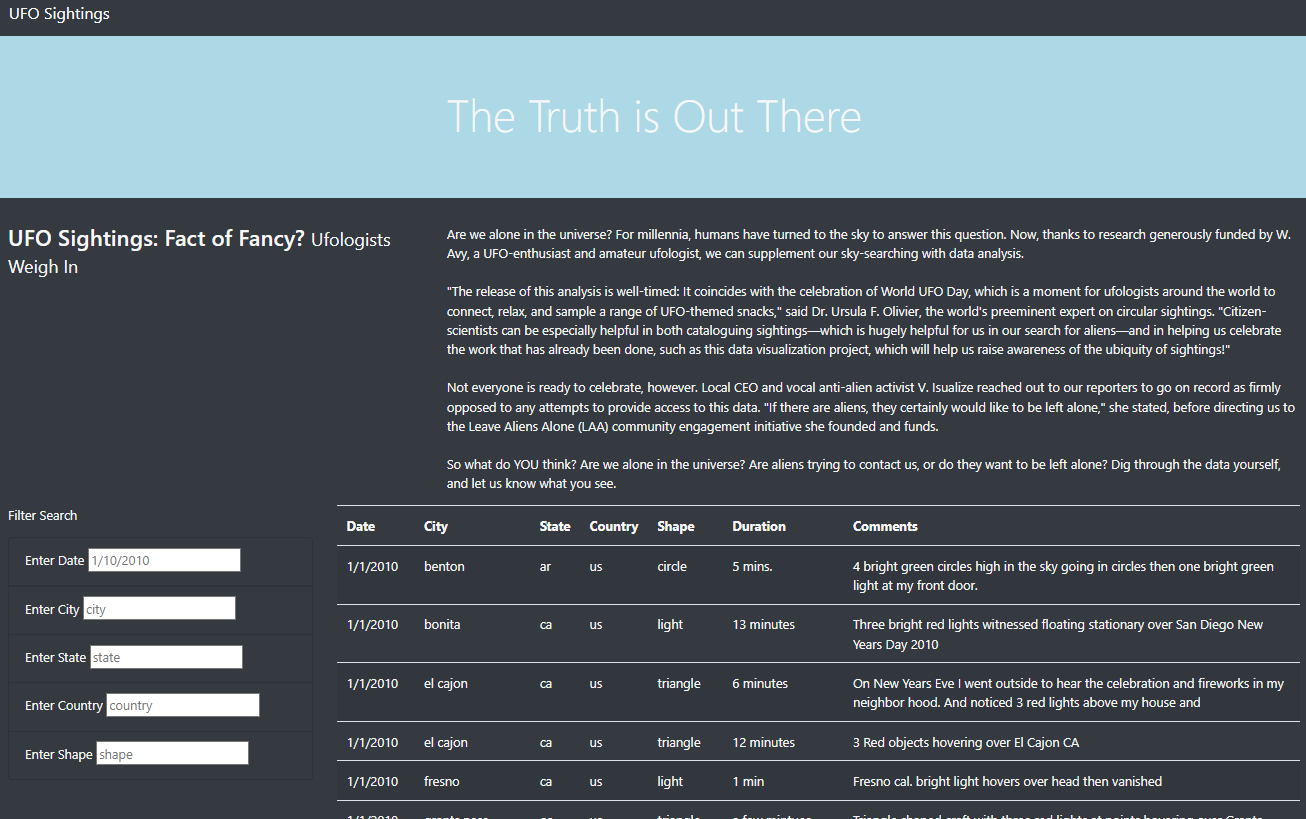 UFO Sightings
The Truth is Out There
UFO Sightings: Fact of Fancy? Ufologists
Weigh In
Are we alone in the universe? For millennia, humans have turned to the sky to answer this question. Now, thanks to research generously funded by W.
Avy, a UFO-enthusiast and amateur ufologist, we can supplement our sky-searching with data analysis.
"The release of this analysis is well-timed: It coincides with the celebration of World UFO Day, which is a moment for ufologists around the world to
connect, relax, and sample a range of UFO-themed snacks," said Dr. Ursula F. Olivier, the world's preeminent expert on circular sightings. "Citizen-
scientists can be especially helpful in both cataloguing sightings—which is hugely helpful for us in our search for aliens—and in helping us celebrate
the work that has already been done, such as this data visualization project, which will help us raise awareness of the ubiquity of sightings!"
Not everyone is ready to celebrate, however. Local CEO and vocal anti-alien activist V. Isualize reached out to our reporters to go on record as firmly
opposed to any attempts to provide access to this data. "If there are aliens, they certainly would like to be left alone," she stated, before directing us to
the Leave Aliens Alone (LAA) community engagement initiative she founded and funds.
So what do YOU think? Are we alone in the universe? Are aliens trying to contact us, or do they want to be left alone? Dig through the data yourself,
and let us know what you see.
Filter Search
Enter Date 1/10/2010
Enter City city
Enter State state
Enter Country country
Enter Shape shape
Date City State Country Shape Duration Comments
1/1/2010 benton ar us circle 5 mins. 4 bright green circles high in the sky going in circles then one bright green
light at my front door.
1/1/2010 bonita ca us light 13 minutes Three bright red lights witnessed floating stationary over San Diego New
Years Day 2010
1/1/2010 el cajon ca us triangle 6 minutes On New Years Eve I went outside to hear the celebration and fireworks in my
neighbor hood. And noticed 3 red lights above my house and
1/1/2010 el cajon ca us triangle 12 minutes 3 Red objects hovering over El Cajon CA
1/1/2010 fresno ca us light 1 min Fresno cal. bright light hovers over head then vanished